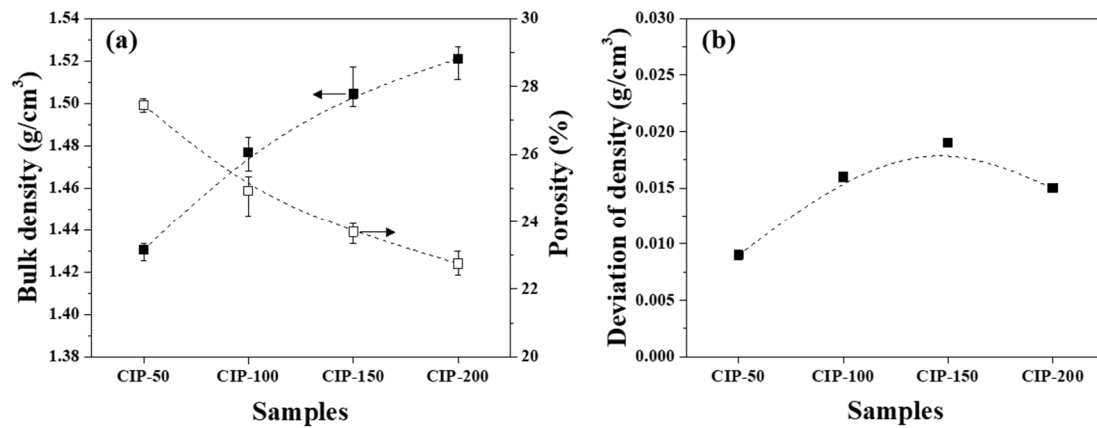 (a)
Bulk density (g/cm³)
1.54
1.52
1.50
1.48
1.46
1.44
1.42
1.40
1.38
30
28
26
24
22
20
Porosity (%)
CIP-50 CIP-100 CIP-150 CIP-200
Samples
(b)
Deviation of density (g/cm³)
0.030
0.025
0.020
0.015
0.010
0.005
0.000
CIP-50 CIP-100 CIP-150 CIP-200
Samples